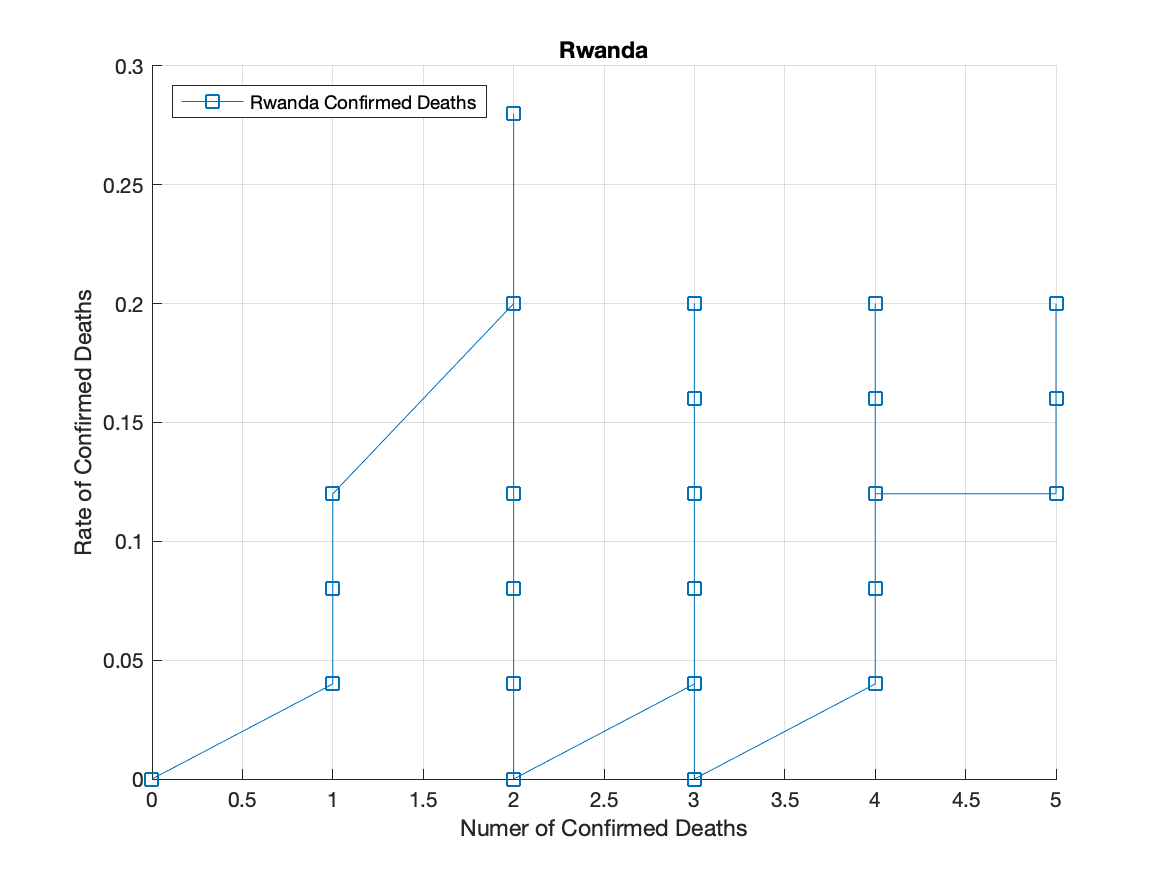 Rwanda
Rwanda Confirmed Deaths
0.3
0.25
0.2
0.15
0.1
0.05
0
Rate of Confirmed Deaths
0 0.5 1 1.5 2 2.5 3 3.5 4 4.5 5
Numer of Confirmed Deaths